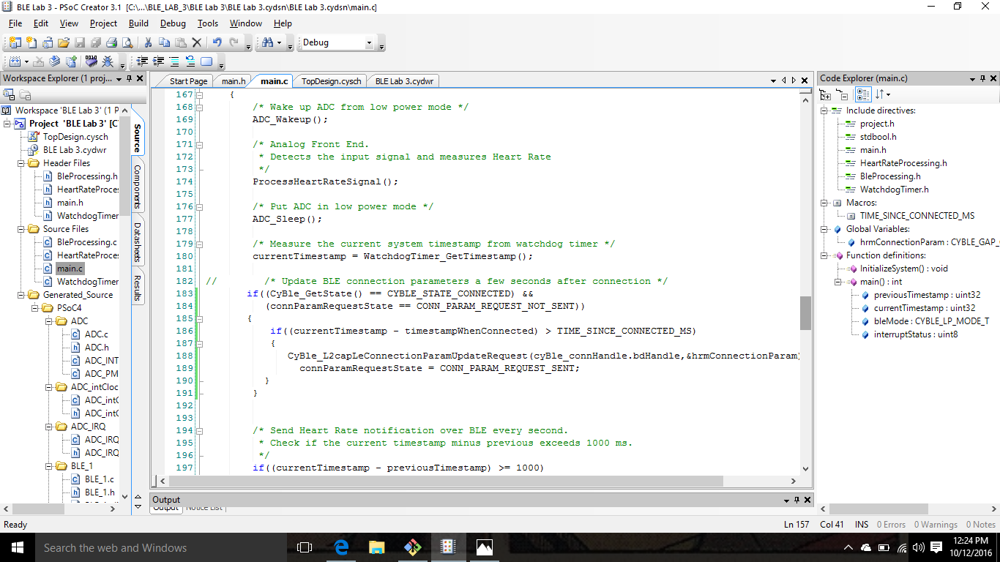 BLE Lab 3 - PSoC Creator 3.1 [C:\...\BLE_LAB_3\BLE Lab 3\BLE Lab 3.cydsn\BLE Lab 3.cydsn\main.c]
File Edit View Project Build Debug Tools Window Help
Debug
Workspace Explorer (1 proj...
Workspace 'BLE Lab 3' (1 P
Project 'BLE Lab 3' [C
TopDesign.cysch
BLE Lab 3.cydwr
Header Files
BleProcessing.h
HeartRateProces
main.h
WatchdogTimer
Source Files
BleProcessing.c
HeartRateProces
main.c
WatchdogTimer
Generated_Source
PSoC4
ADC
ADC.c
ADC.h
ADC_INT
ADC_PM
ADC_intClock
ADC_intC
ADC_intC
ADC_IRQ
ADC_IRQ
ADC_IRQ
BLE_1
BLE_1.c
BLE_1.h
Source
Components
Datasheets
Results
Start Page main.h main.c TopDesign.cysch BLE Lab 3.cydwr
167 {
168 /* Wake up ADC from low power mode */
169 ADC_Wakeup();
170
171 /* Analog Front End.
172 * Detects the input signal and measures Heart Rate
173 */
174 ProcessHeartRateSignal();
175
176 /* Put ADC in low power mode */
177 ADC_Sleep();
178
179 /* Measure the current system timestamp from watchdog timer */
180 currentTimestamp = WatchdogTimer_GetTimestamp();
181
182 // /* Update BLE connection parameters a few seconds after connection */
183 if((CyBle_GetState() == CYBLE_STATE_CONNECTED) &&
184 (connParamRequestState == CONN_PARAM_REQUEST_NOT_SENT))
185 {
186 if((currentTimestamp - timestampWhenConnected) > TIME_SINCE_CONNECTED_MS)
187 {
188 CyBle_L2capLeConnectionParamUpdateRequest(cyBle_connHandle.bdHandle,&hrmConnectionParam)
189 connParamRequestState = CONN_PARAM_REQUEST_SENT;
190 }
191 }
192
193
194 /* Send Heart Rate notification over BLE every second.
195 * Check if the current timestamp minus previous exceeds 1000 ms.
196 */
197 if((currentTimestamp - previousTimestamp) >= 1000)
Output
Output Notice List
Code Explorer (main.c)
Include directives:
project.h
stdbool.h
main.h
HeartRateProcessing.h
BleProcessing.h
WatchdogTimer.h
Macros:
TIME_SINCE_CONNECTED_MS
Global Variables:
hrmConnectionParam : CYBLE_GAP_
Function definitions:
InitializeSystem() : void
main() : int
previousTimestamp : uint32
currentTimestamp : uint32
bleMode : CYBLE_LP_MODE_T
interruptStatus : uint8
Ready
Ln 157 Col 41 INS 0 Errors 0 Warnings 0 Notes
Search the web and Windows
12:24 PM
10/12/2016